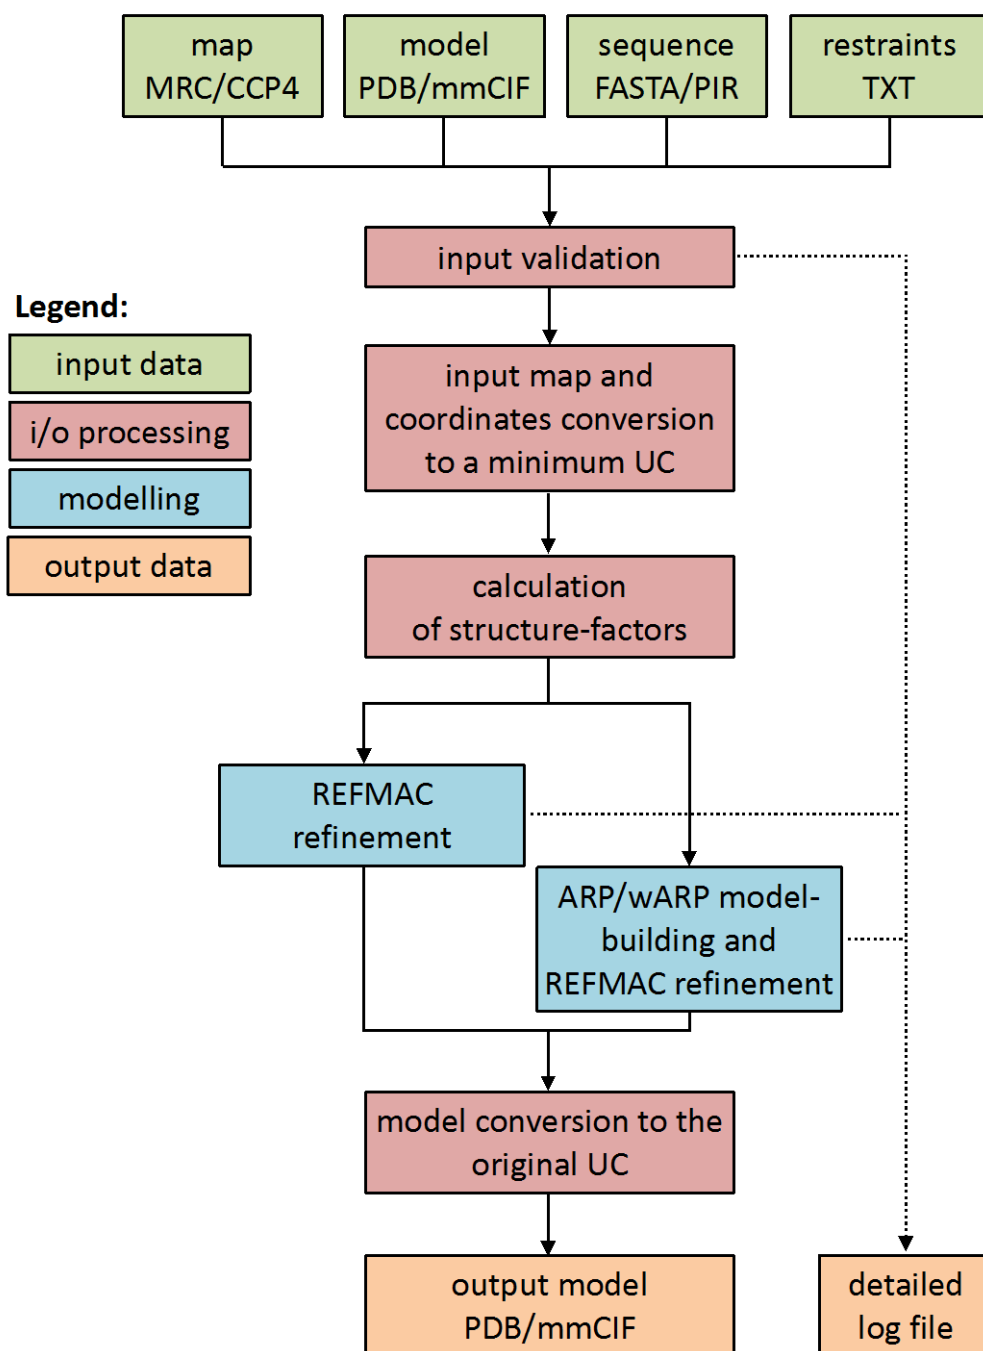 map
MRC/CCP4
model
PDB/mmCIF
sequence
FASTA/PIR
restraints
TXT
input validation
Legend:
input data
i/o processing
modelling
output data
input map and
coordinates conversion
to a minimum UC
calculation
of structure-factors
REFMAC
refinement
ARP/wARP model-
building and
REFMAC refinement
model conversion to the
original UC
output model
PDB/mmCIF
detailed
log file